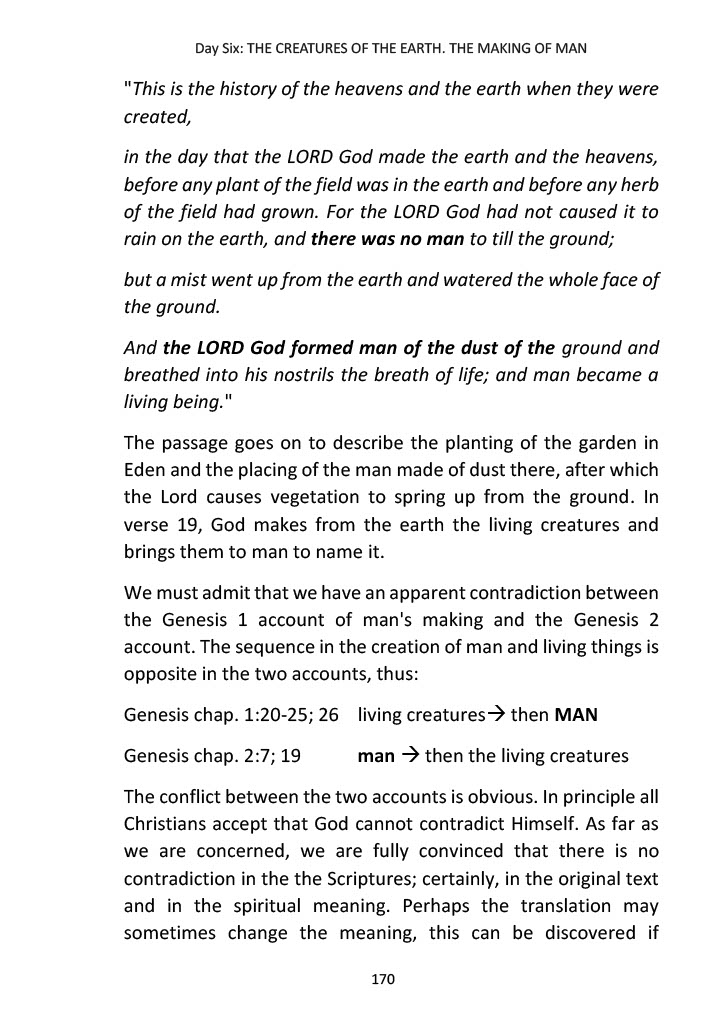 Day Six: THE CREATURES OF THE EARTH. THE MAKING OF MAN
"This is the history of the heavens and the earth when they were
created,
in the day that the LORD God made the earth and the heavens,
before any plant of the field was in the earth and before any herb
of the field had grown. For the LORD God had not caused it to
rain on the earth, and there was no man to till the ground;
but a mist went up from the earth and watered the whole face of
the ground.
And the LORD God formed man of the dust of the ground and
breathed into his nostrils the breath of life; and man became a
living being."
The passage goes on to describe the planting of the garden in
Eden and the placing of the man made of dust there, after which
the Lord causes vegetation to spring up from the ground. In
verse 19, God makes from the earth the living creatures and
brings them to man to name it.
We must admit that we have an apparent contradiction between
the Genesis 1 account of man's making and the Genesis 2
account. The sequence in the creation of man and living things is
opposite in the two accounts, thus:
Genesis chap. 1:20-25; 26 living creatures→ then MAN
Genesis chap. 2:7; 19 man → then the living creatures
The conflict between the two accounts is obvious. In principle all
Christians accept that God cannot contradict Himself. As far as
we are concerned, we are fully convinced that there is no
contradiction in the the Scriptures; certainly, in the original text
and in the spiritual meaning. Perhaps the translation may
sometimes change the meaning, this can be discovered if
170